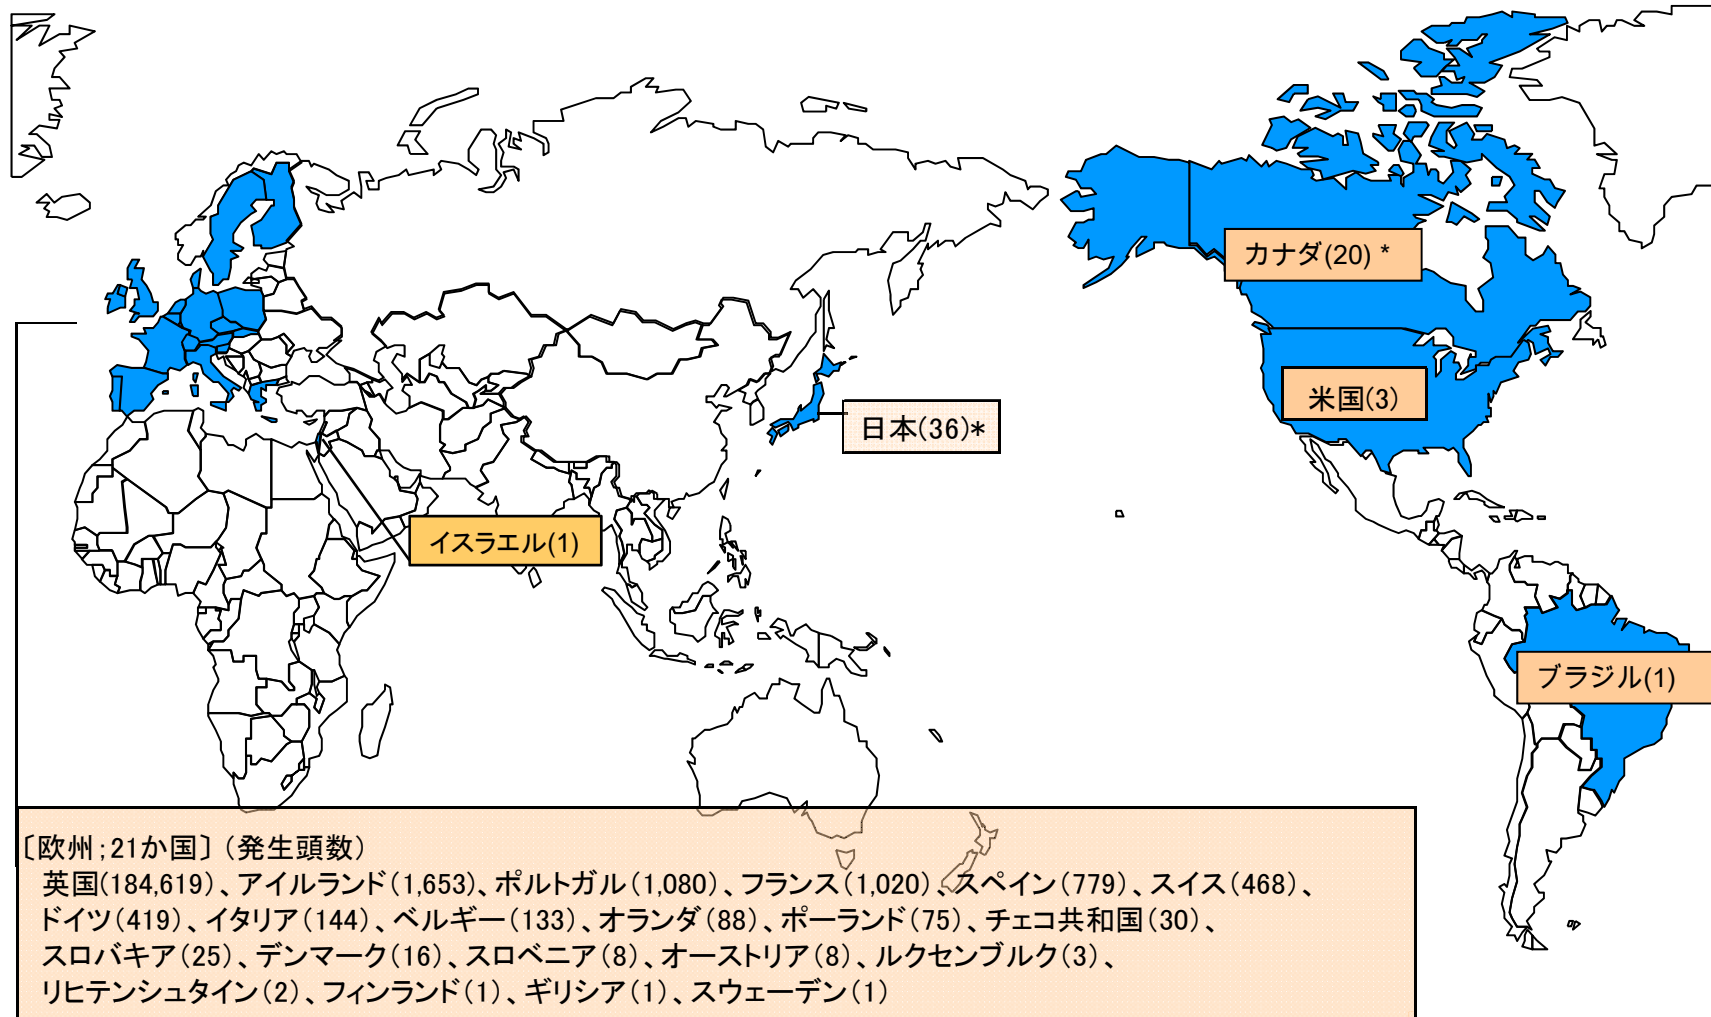 カナダ(20) *
米国(3)
日本(36)*
イスラエル(1)
ブラジル(1)
〔欧州;21か国〕(発生頭数)
英国(184,619)、アイルランド(1,653)、ポルトガル(1,080)、フランス(1,020)、スペイン(779)、スイス(468)、
ドイツ(419)、イタリア(144)、ベルギー(133)、オランダ(88)、ポーランド(75)、チェコ共和国(30)、
スロバキア(25)、デンマーク(16)、スロベニア(8)、オーストリア(8)、ルクセンブルク(3)、
リヒテンシュタイン(2)、フィンランド(1)、ギリシア(1)、スウェーデン(1)